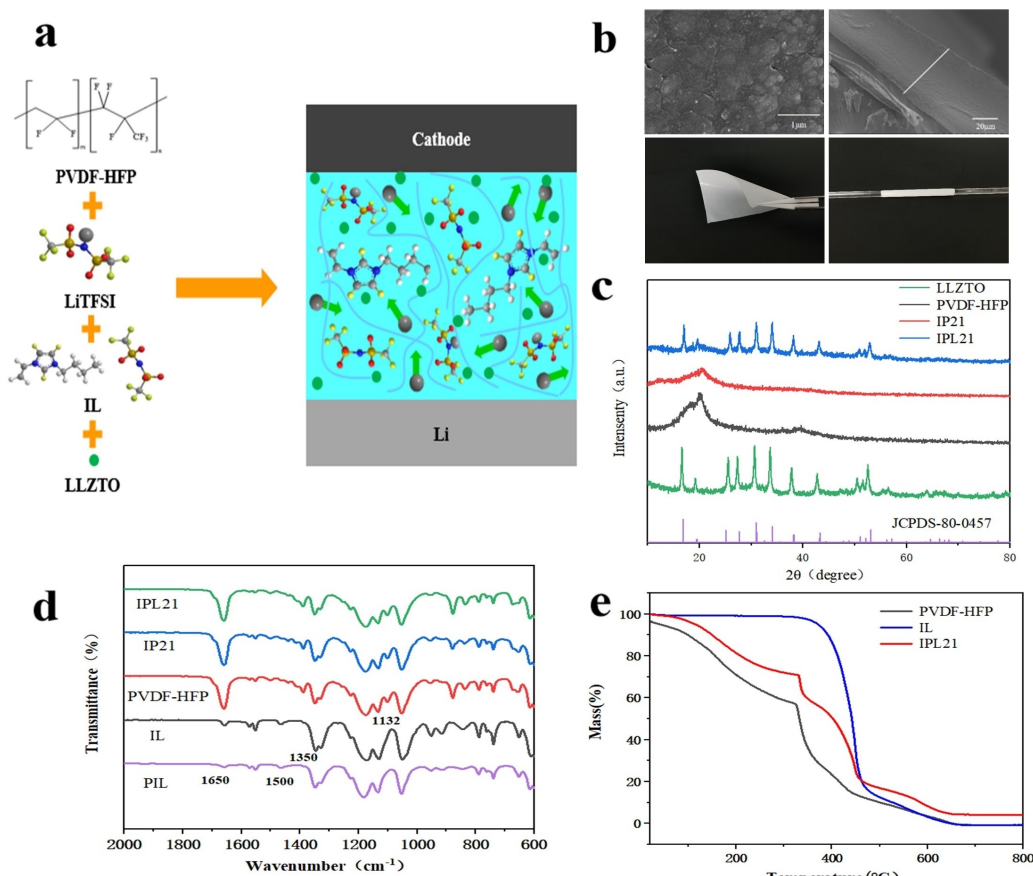 a
F
F
F
F
F
F
CF3
m
n
PVDF-HFP
LiTFSI
IL
LLZTO
Cathode
Li
b
1μm
20μm
c
LLZTO
PVDF-HFP
IP21
IPL21
Intensenty (a.u.)
JCPDS-80-0457
20 40 60 80
2θ (degree)
d
IPL21
IP21
PVDF-HFP
1132
IL
1350
1650 1500
PIL
Transmittance (%)
2000 1800 1600 1400 1200 1000 800 600
Wavenumber (cm⁻¹)
e
PVDF-HFP
IL
IPL21
100
80
60
40
20
0
Mass(%)
200 400 600 800